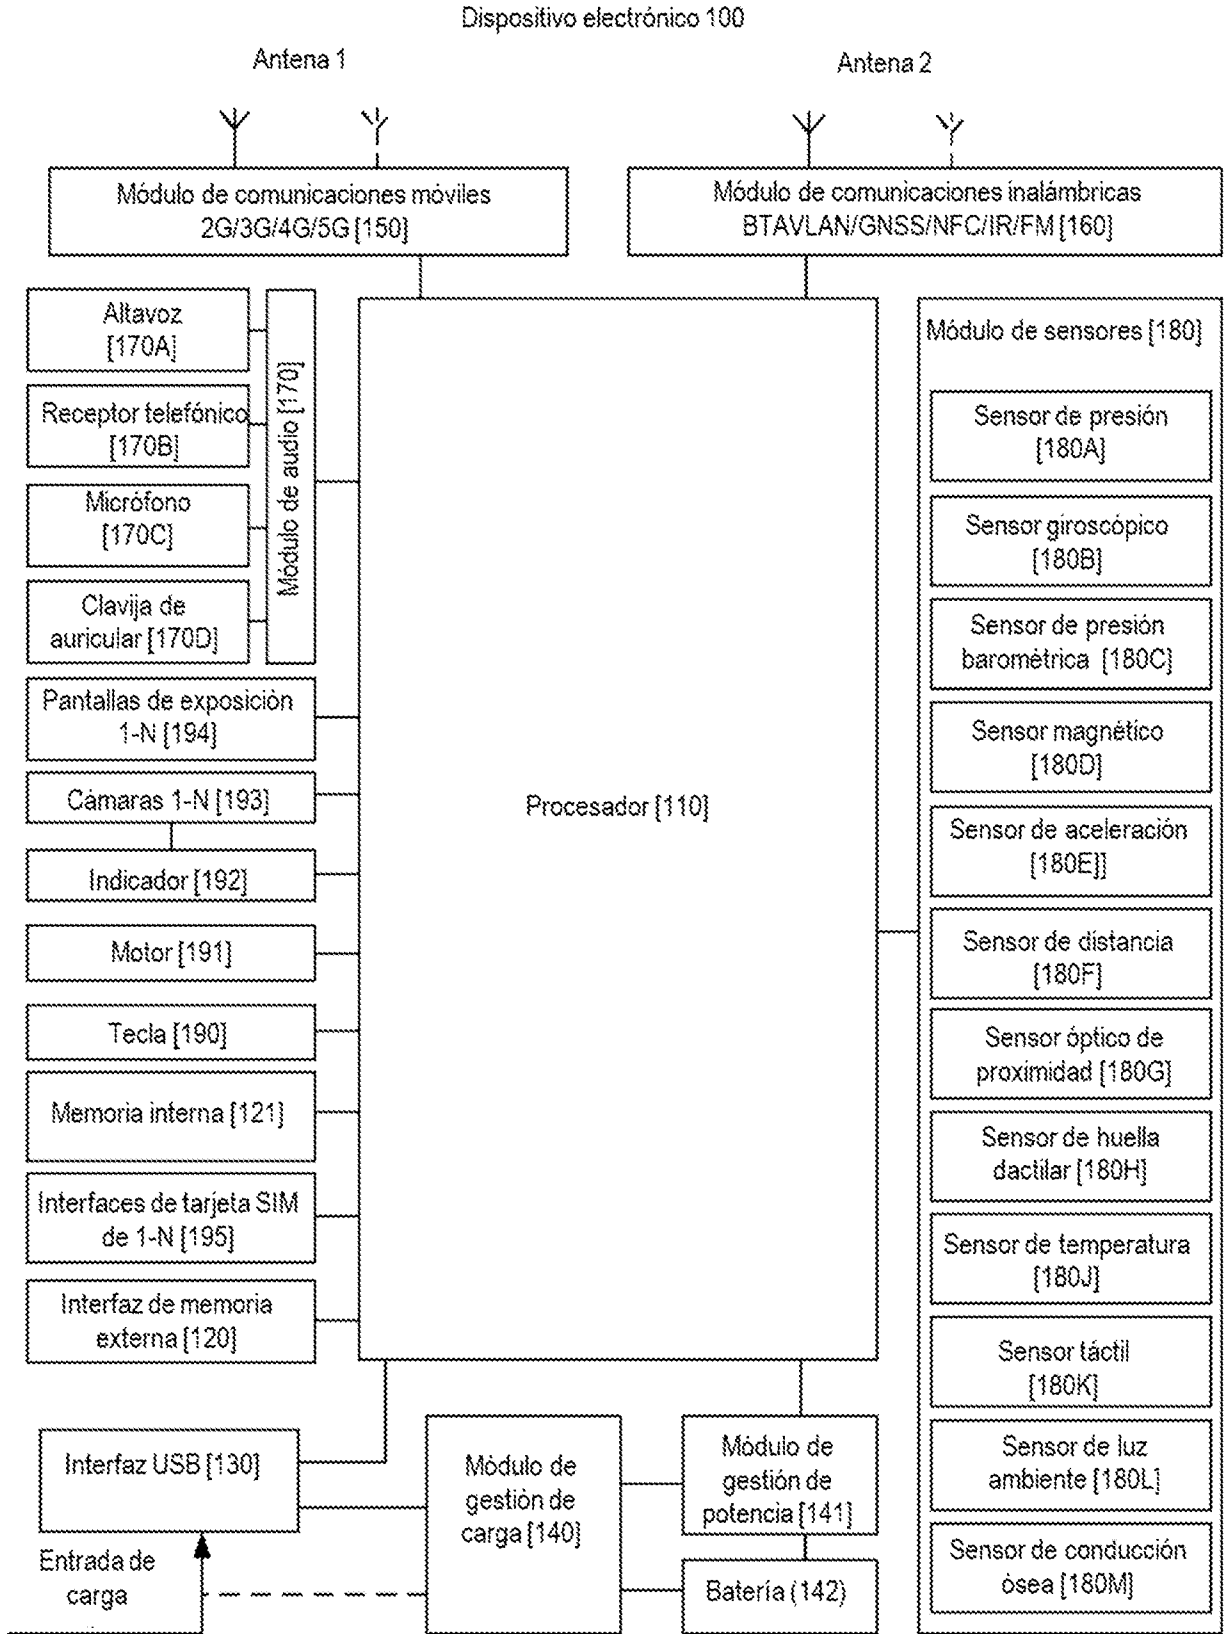 Dispositivo electrónico 100
Antena 1
Antena 2
Módulo de comunicaciones móviles
2G/3G/4G/5G [150]
Módulo de comunicaciones inalámbricas
BTAVLAN/GNSS/NFC/IR/FM [160]
Altavoz
[170A]
Receptor telefónico
[170B]
Micrófono
[170C]
Clavija de
auricular [170D]
Módulo de audio [170]
Pantallas de exposición
1-N [194]
Cámaras 1-N [193]
Indicador [192]
Motor [191]
Tecla [190]
Memoria interna [121]
Interfaces de tarjeta SIM
de 1-N [195]
Interfaz de memoria
externa [120]
Procesador [110]
Módulo de sensores [180]
Sensor de presión
[180A]
Sensor giroscópico
[180B]
Sensor de presión
barométrica [180C]
Sensor magnético
[180D]
Sensor de aceleración
[180E]]
Sensor de distancia
[180F]
Sensor óptico de
proximidad [180G]
Sensor de huella
dactilar [180H]
Sensor de temperatura
[180J]
Sensor táctil
[180K]
Sensor de luz
ambiente [180L]
Sensor de conducción
ósea [180M]
Interfaz USB [130]
Entrada de
carga
Módulo de
gestión de
carga [140]
Módulo de
gestión de
potencia [141]
Batería (142)